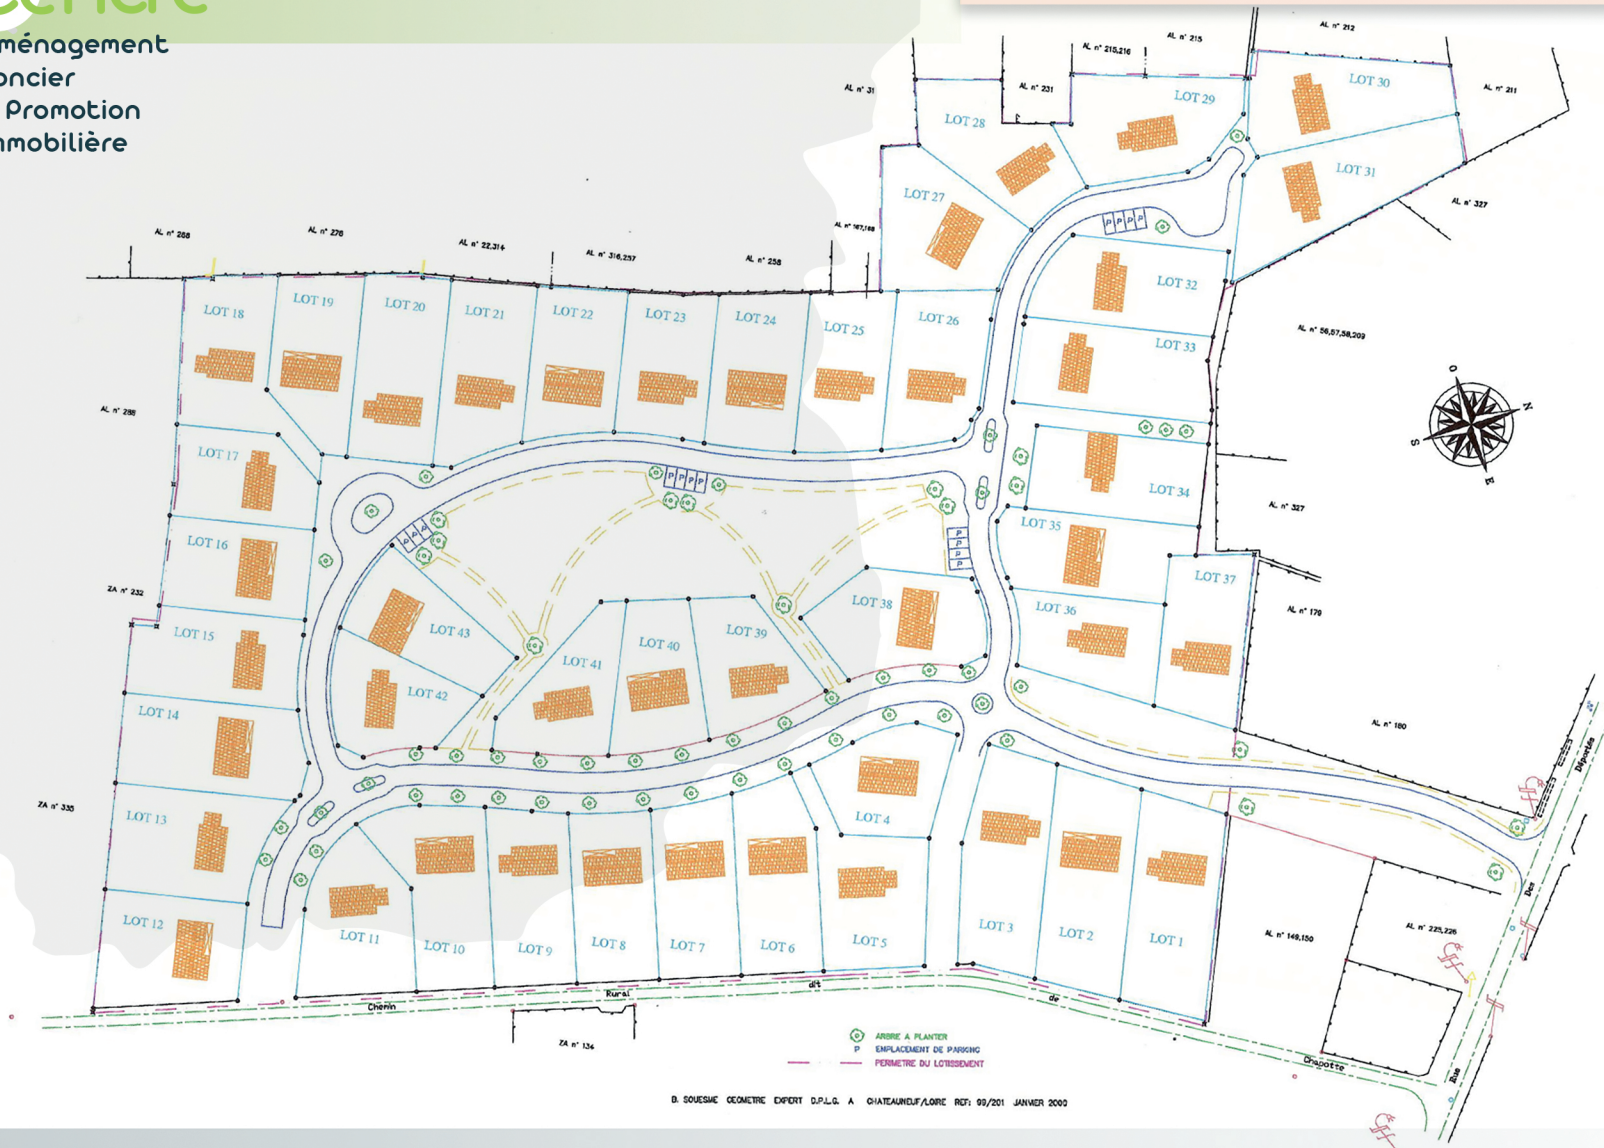 ménagement
oncier
Promotion
mmobilière
AL n° 212
AL n° 215
AL n° 215,216
AL n° 31
AL n° 231
AL n° 211
LOT 30
LOT 29
LOT 28
LOT 31
LOT 27
AL n° 327
AL n° 167,168
P P P P
AL n° 276
AL n° 22,314
AL n° 316,257
AL n° 258
LOT 32
LOT 18
LOT 19
LOT 20
LOT 21
LOT 22
LOT 23
LOT 24
LOT 25
LOT 26
LOT 33
AL n° 56,57,58,209
O
N
S
E
AL n° 288
LOT 17
P P P P
LOT 34
AL n° 327
LOT 35
P P P
P
P
P
P
LOT 16
LOT 37
ZA n° 232
LOT 38
LOT 36
AL n° 179
LOT 15
LOT 43
LOT 41
LOT 40
LOT 39
LOT 42
LOT 14
AL n° 180
Déportés
ZA n° 335
LOT 13
LOT 4
Des
LOT 12
LOT 11
LOT 10
LOT 9
LOT 8
LOT 7
LOT 6
LOT 5
LOT 3
LOT 2
LOT 1
AL n° 149,150
AL n° 225,226
Chemin
Rural
dit
de
Chapotte
Rue
ZA n° 134
ARBRE A PLANTER
P EMPLACEMENT DE PARKING
PERIMETRE DU LOTISSEMENT
B. SOUESME GEOMETRE EXPERT D.P.L.G. A CHATEAUNEUF/LOIRE REF: 99/201 JANVIER 2000